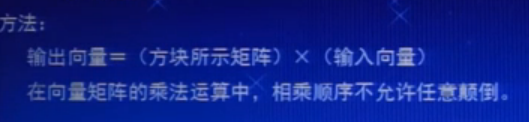 方法：
输出向量＝（方块所示矩阵）×（输入向量）
在向量矩阵的乘法运算中，相乘顺序不允许任意颠倒。